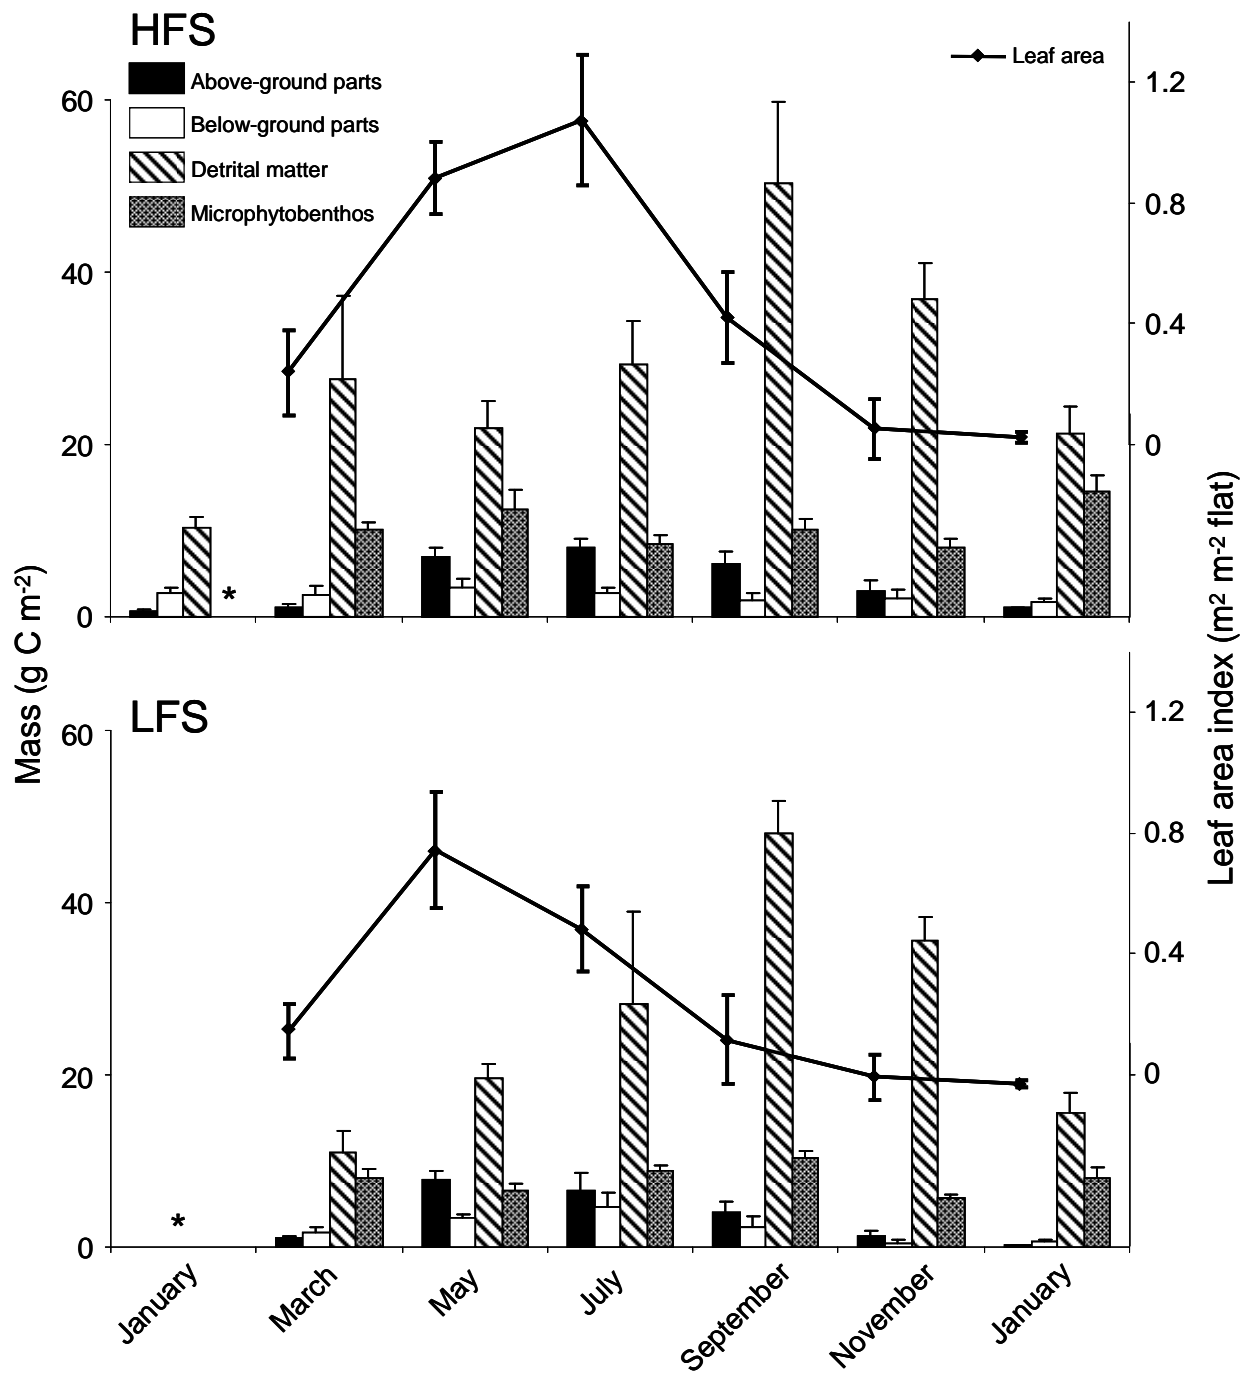 HFS
Above-ground parts
Below-ground parts
Detrital matter
Microphytobenthos
Leaf area
60
40
20
0
1.2
0.8
0.4
0
*
LFS
60
40
20
0
1.2
0.8
0.4
0
*
Mass (g C m-2)
Leaf area index (m2 m-2 flat)
January
March
May
July
September
November
January